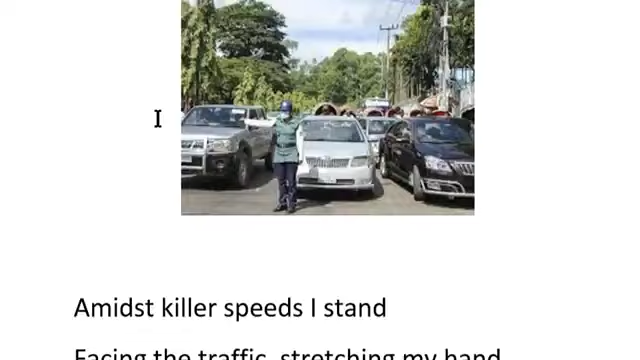 I
Amidst killer speeds I stand
Facing the traffic, stretching my hand